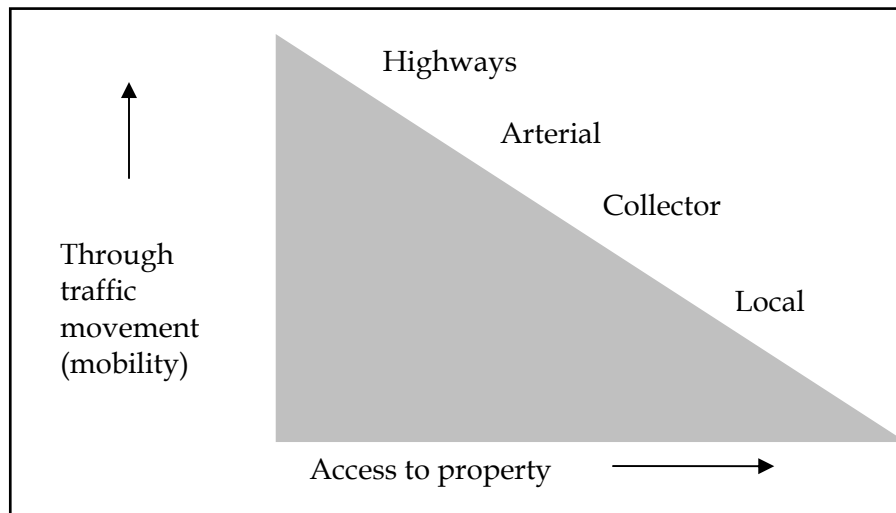 Highways
Arterial
Collector
Local
Through
traffic
movement
(mobility)
Access to property